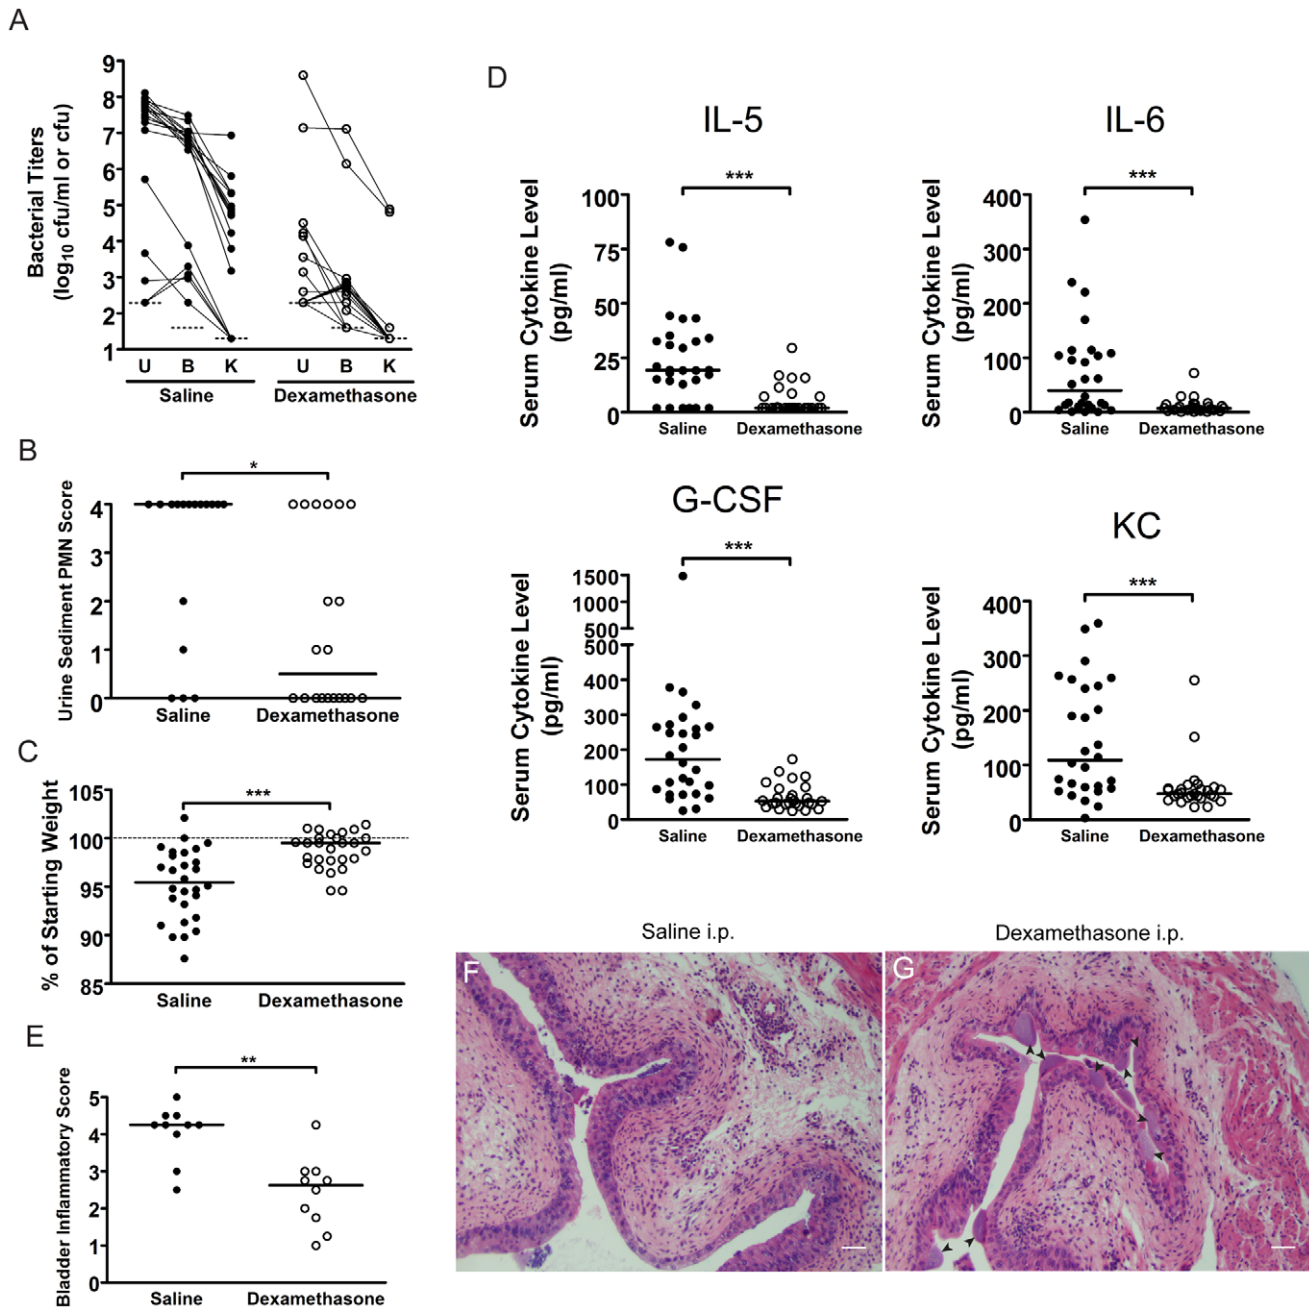 A
Bacterial Titers
(log10 cfu/ml or cfu)
9
8
7
6
5
4
3
2
1
U B K U B K
Saline Dexamethasone
B
*
Urine Sediment PMN Score
4
3
2
1
0
Saline Dexamethasone
C
***
% of Starting Weight
105
100
95
90
85
Saline Dexamethasone
D
IL-5
***
Serum Cytokine Level
(pg/ml)
100
75
50
25
0
Saline Dexamethasone
IL-6
***
Serum Cytokine Level
(pg/ml)
400
300
200
100
0
Saline Dexamethasone
G-CSF
***
Serum Cytokine Level
(pg/ml)
1500
1000
500
500
400
300
200
100
0
Saline Dexamethasone
KC
***
Serum Cytokine Level
(pg/ml)
400
300
200
100
0
Saline Dexamethasone
E
**
Bladder Inflammatory Score
5
4
3
2
1
0
Saline Dexamethasone
Saline i.p.
F
Dexamethasone i.p.
G